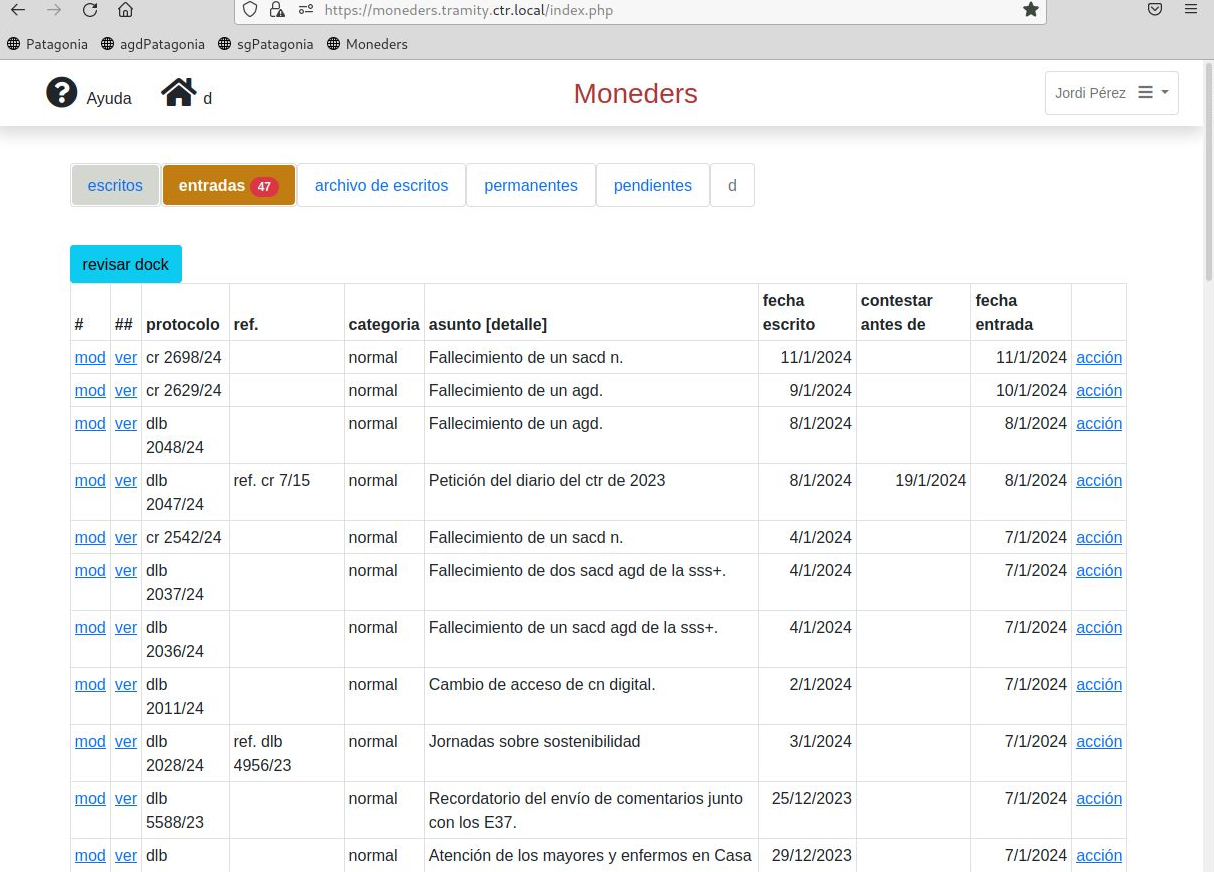 https://moneders.tramity.ctr.local/index.php
Patagonia agdPatagonia sgPatagonia Moneders
? Ayuda d Moneders Jordi Pérez
escritos entradas 47 archivo de escritos permanentes pendientes d
revisar dock
# ## protocolo ref. categoria asunto [detalle] fecha escrito contestar antes de fecha entrada
mod ver cr 2698/24 normal Fallecimiento de un sacd n. 11/1/2024 11/1/2024 acción
mod ver cr 2629/24 normal Fallecimiento de un agd. 9/1/2024 10/1/2024 acción
mod ver dlb 2048/24 normal Fallecimiento de un agd. 8/1/2024 8/1/2024 acción
mod ver dlb 2047/24 ref. cr 7/15 normal Petición del diario del ctr de 2023 8/1/2024 19/1/2024 8/1/2024 acción
mod ver cr 2542/24 normal Fallecimiento de un sacd n. 4/1/2024 7/1/2024 acción
mod ver dlb 2037/24 normal Fallecimiento de dos sacd agd de la sss+. 4/1/2024 7/1/2024 acción
mod ver dlb 2036/24 normal Fallecimiento de un sacd agd de la sss+. 4/1/2024 7/1/2024 acción
mod ver dlb 2011/24 normal Cambio de acceso de cn digital. 2/1/2024 7/1/2024 acción
mod ver dlb 2028/24 ref. dlb 4956/23 normal Jornadas sobre sostenibilidad 3/1/2024 7/1/2024 acción
mod ver dlb 5588/23 normal Recordatorio del envío de comentarios junto con los E37. 25/12/2023 7/1/2024 acción
mod ver dlb normal Atención de los mayores y enfermos en Casa 29/12/2023 7/1/2024 acción